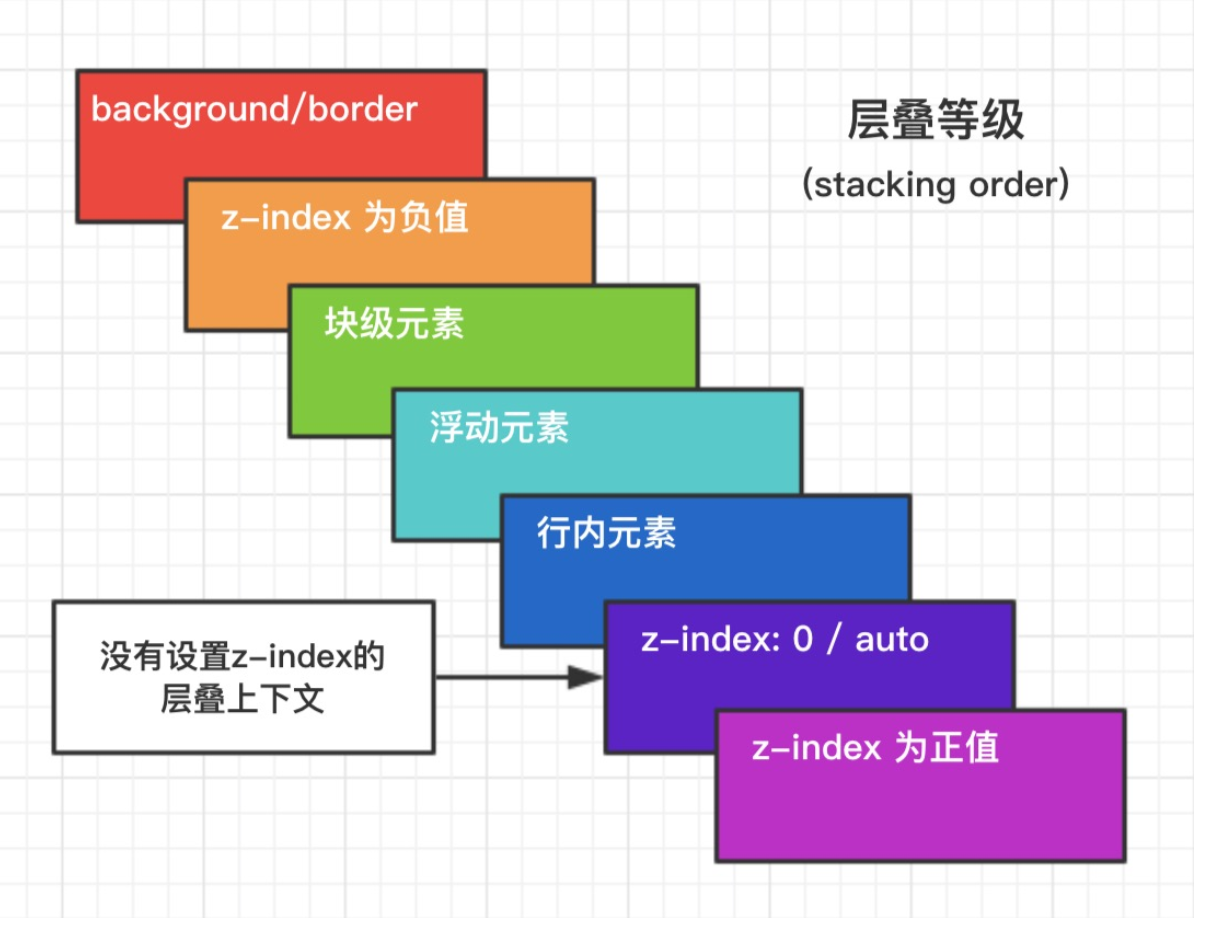 background/border
层叠等级
(stacking order)
z-index 为负值
块级元素
浮动元素
行内元素
没有设置z-index的
层叠上下文
z-index: 0 / auto
z-index 为正值